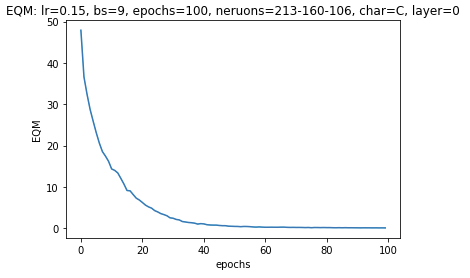 EQM: lr=0.15, bs=9, epochs=100, neruons=213-160-106, char=C, layer=0
50
40
30
20
10
0
EQM
0 20 40 60 80 100
epochs